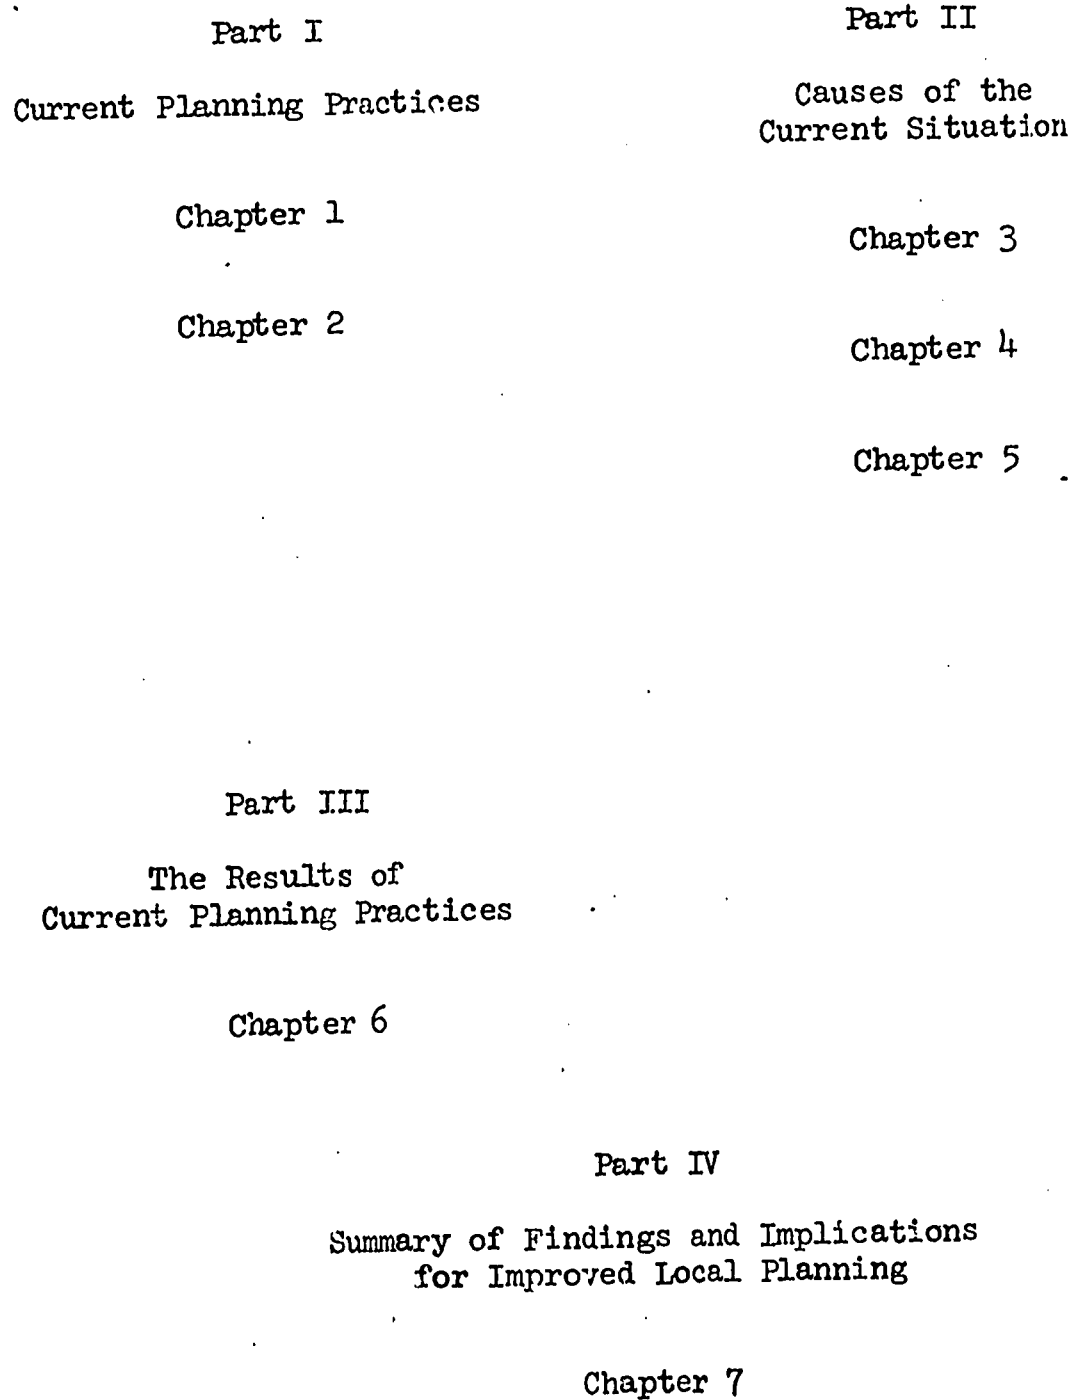 Part I
Current Planning Practices
Chapter 1
Chapter 2
Part II
Causes of the
Current Situation
Chapter 3
Chapter 4
Chapter 5
Part III
The Results of
Current Planning Practices
Chapter 6
Part IV
Summary of Findings and Implications
for Improved Local Planning
Chapter 7